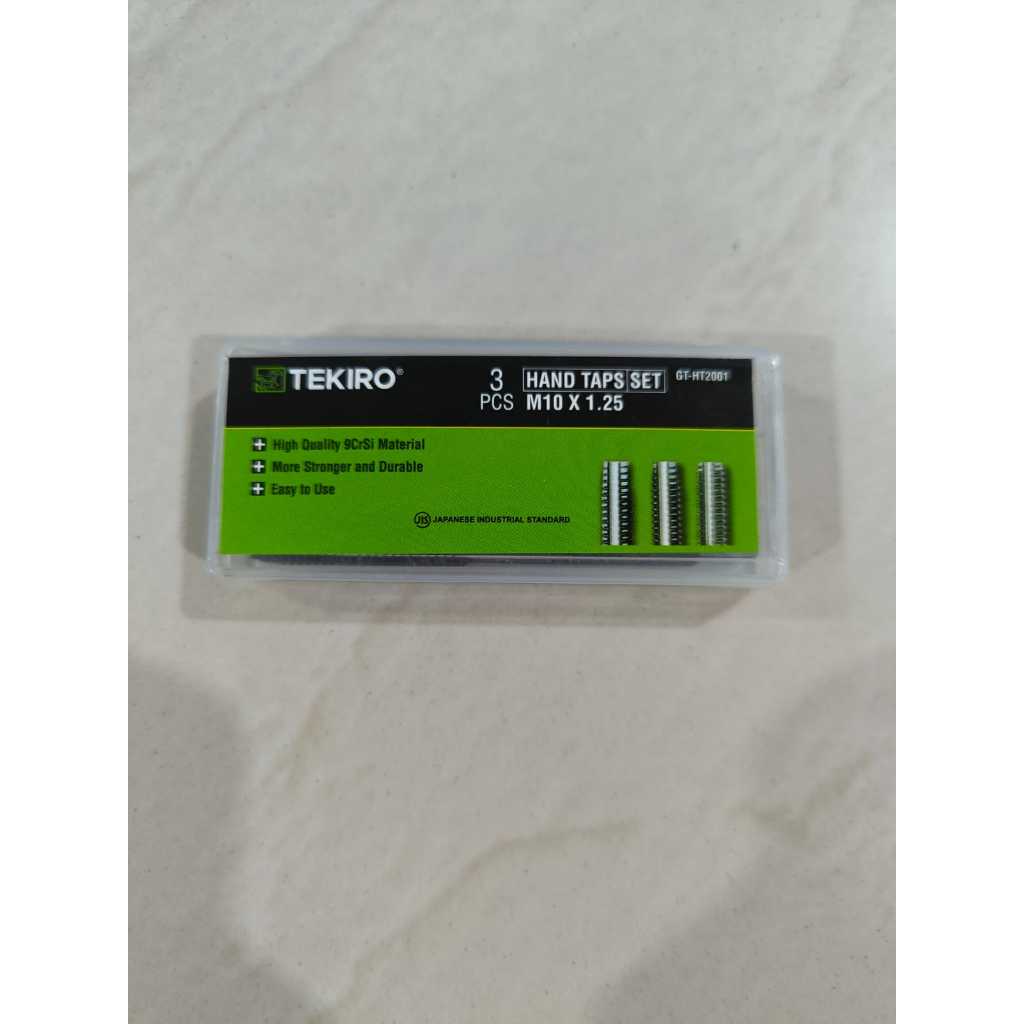 TEKIRO®
3 PCS
HAND TAPS SET
M10 X 1.25
GT-HT2001
High Quality 9CrSi Material
More Stronger and Durable
Easy to Use
JIS JAPANESE INDUSTRIAL STANDARD